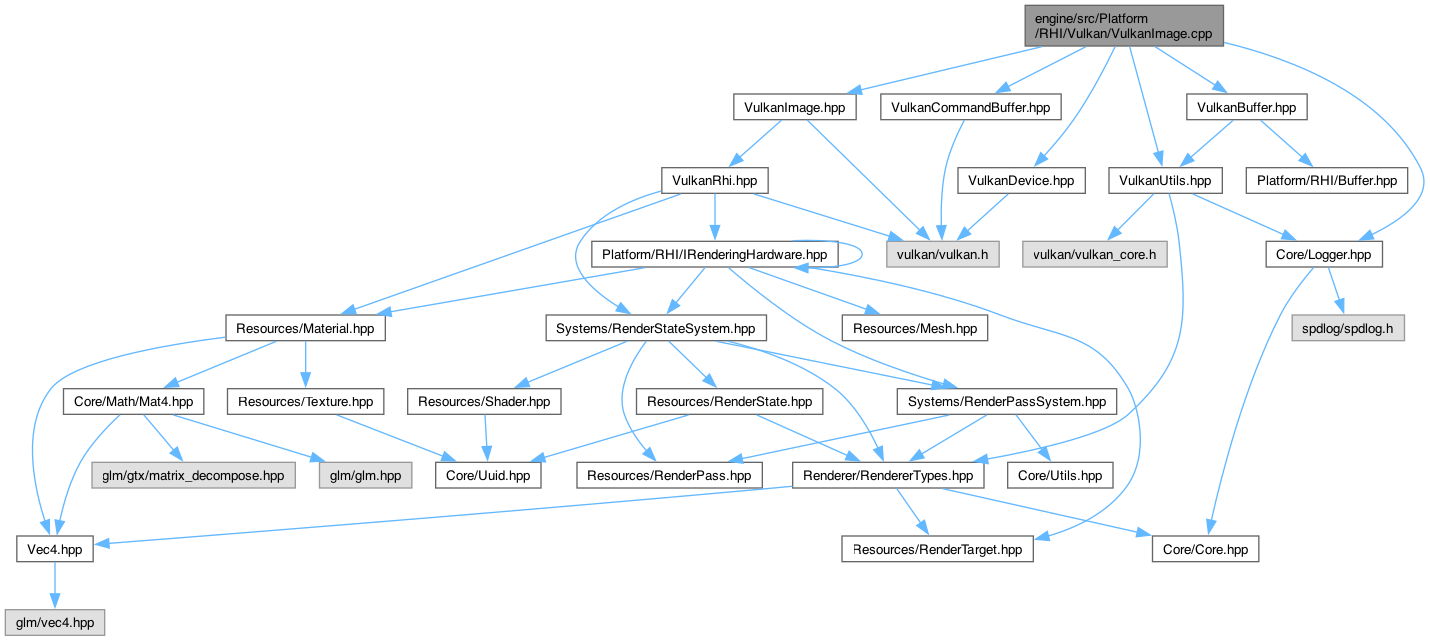 engine/src/Platform
/RHI/Vulkan/VulkanImage.cpp
VulkanImage.hpp
VulkanCommandBuffer.hpp
VulkanBuffer.hpp
VulkanRhi.hpp
VulkanDevice.hpp
VulkanUtils.hpp
Platform/RHI/Buffer.hpp
Platform/RHI/IRenderingHardware.hpp
vulkan/vulkan.h
vulkan/vulkan_core.h
Core/Logger.hpp
Resources/Material.hpp
Systems/RenderStateSystem.hpp
Resources/Mesh.hpp
spdlog/spdlog.h
Core/Math/Mat4.hpp
Resources/Texture.hpp
Resources/Shader.hpp
Resources/RenderState.hpp
Systems/RenderPassSystem.hpp
glm/gtx/matrix_decompose.hpp
glm/glm.hpp
Core/Uuid.hpp
Resources/RenderPass.hpp
Renderer/RendererTypes.hpp
Core/Utils.hpp
Vec4.hpp
Resources/RenderTarget.hpp
Core/Core.hpp
glm/vec4.hpp